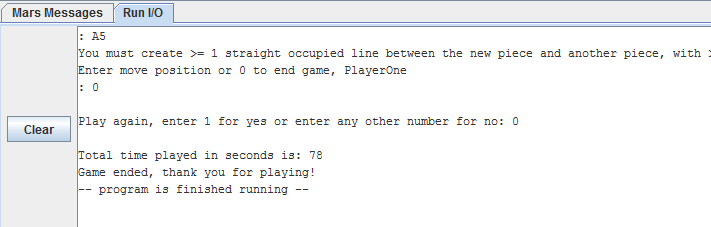 Mars Messages Run I/O
: A5
You must create >= 1 straight occupied line between the new piece and another piece, with
Enter move position or 0 to end game, PlayerOne
: 0
Clear
Play again, enter 1 for yes or enter any other number for no: 0
Total time played in seconds is: 78
Game ended, thank you for playing!
-- program is finished running --